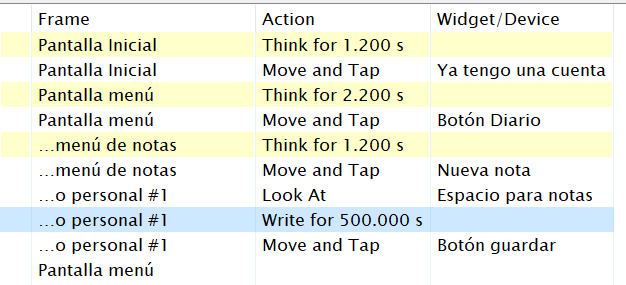 Frame Action Widget/Device
Pantalla Inicial Think for 1.200 s
Pantalla Inicial Move and Tap Ya tengo una cuenta
Pantalla menú Think for 2.200 s
Pantalla menú Move and Tap Botón Diario
...menú de notas Think for 1.200 s
...menú de notas Move and Tap Nueva nota
...o personal #1 Look At Espacio para notas
...o personal #1 Write for 500.000 s
...o personal #1 Move and Tap Botón guardar
Pantalla menú